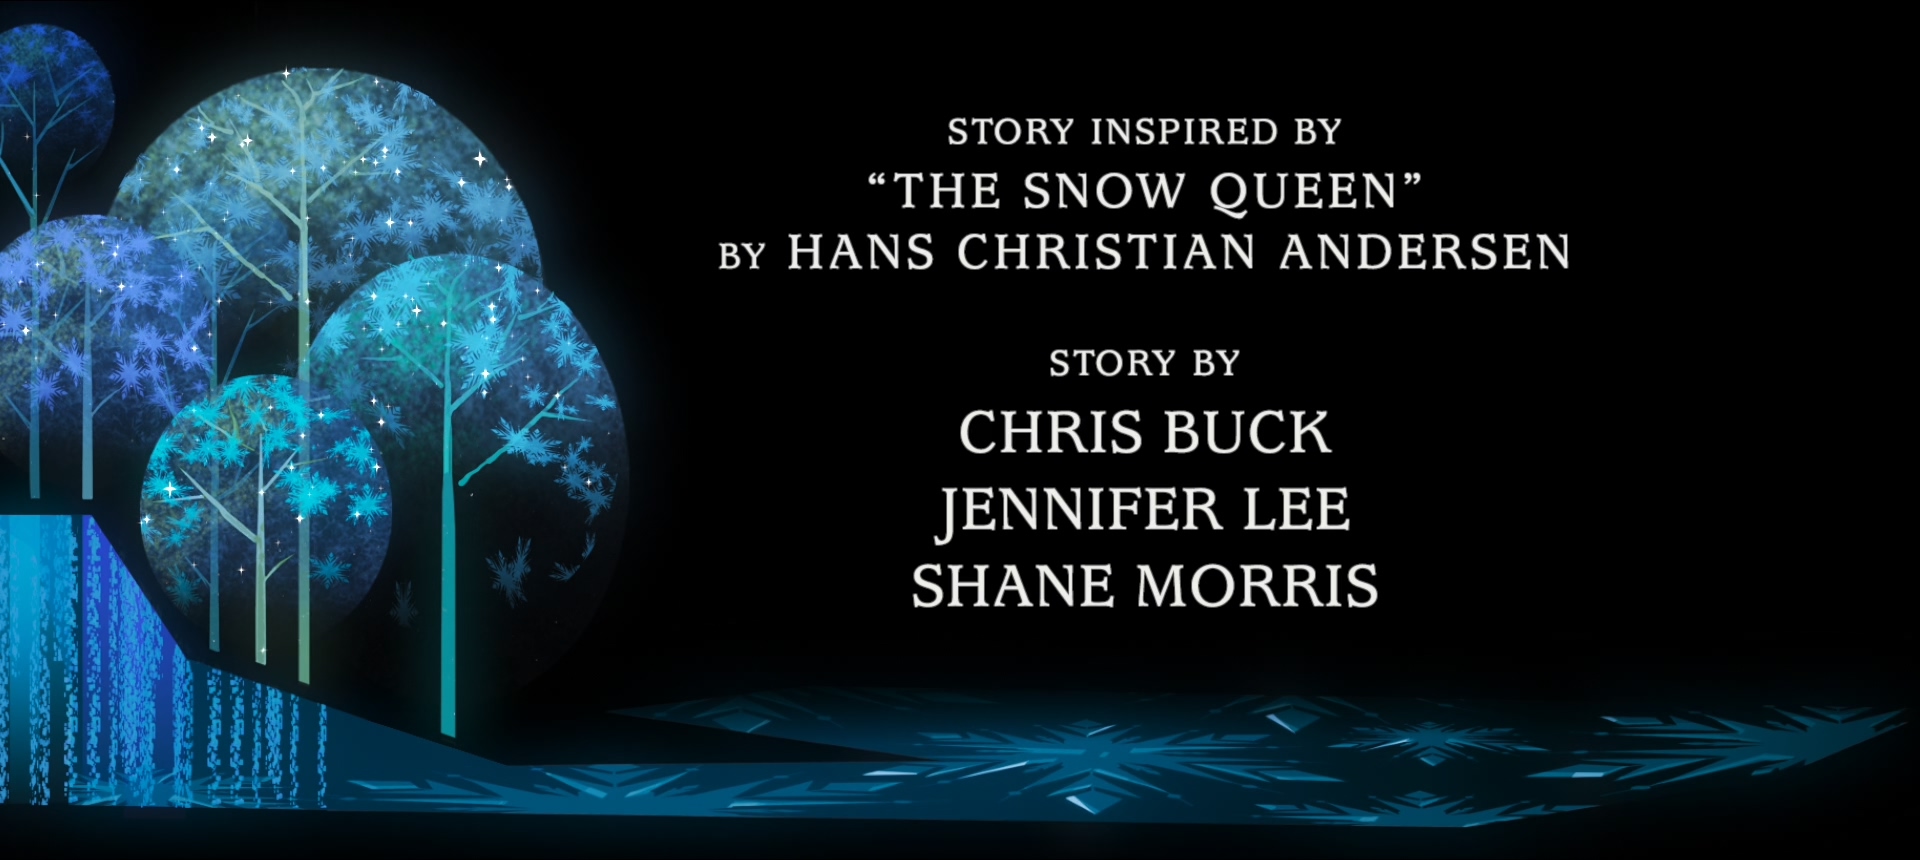 STORY INSPIRED BY
“THE SNOW QUEEN”
BY HANS CHRISTIAN ANDERSEN
STORY BY
CHRIS BUCK
JENNIFER LEE
SHANE MORRIS